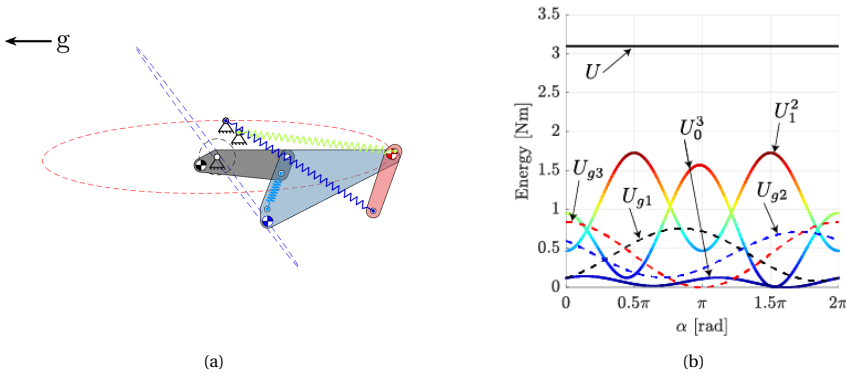 g
3.5
3
2.5
2
1.5
1
0.5
0
Energy [Nm]
U
U_0^3
U_1^2
U_{g3}
U_{g1}
U_{g2}
0 0.5π π 1.5π 2π
α [rad]
(a) (b)